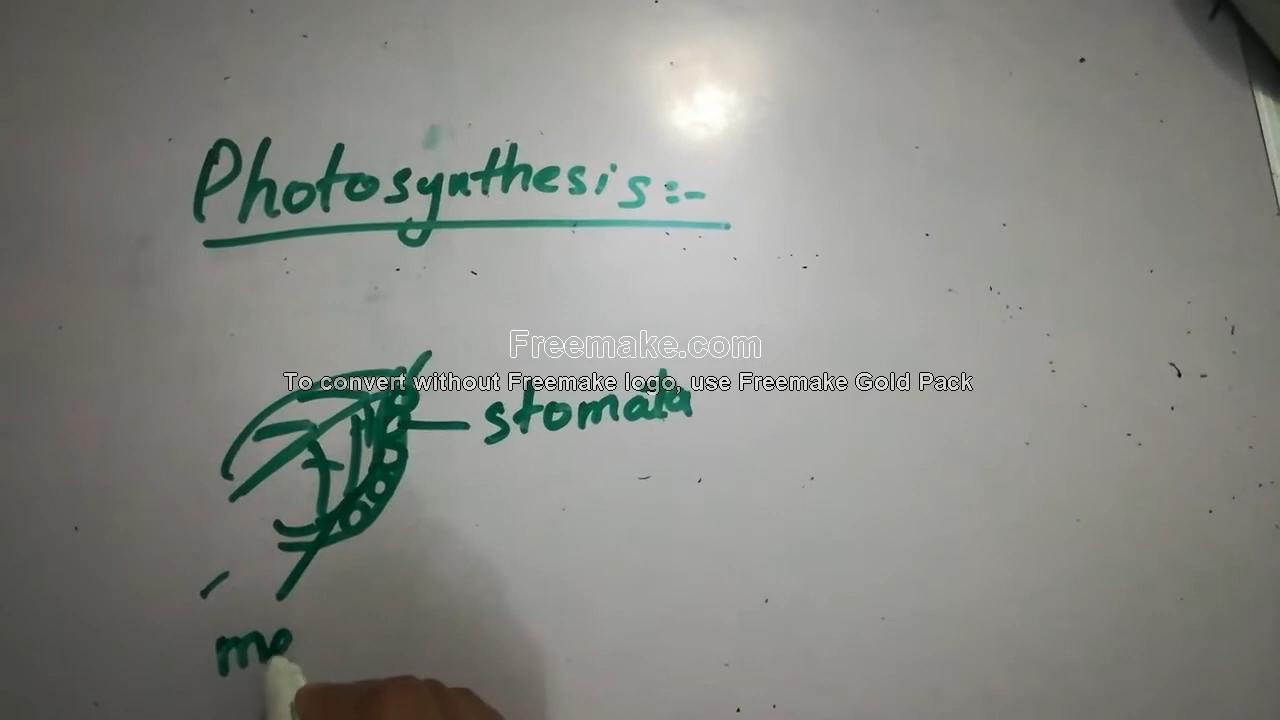 Photosynthesis:-
Freemake.com
To convert without Freemake logo, use Freemake Gold Pack
stomata
me